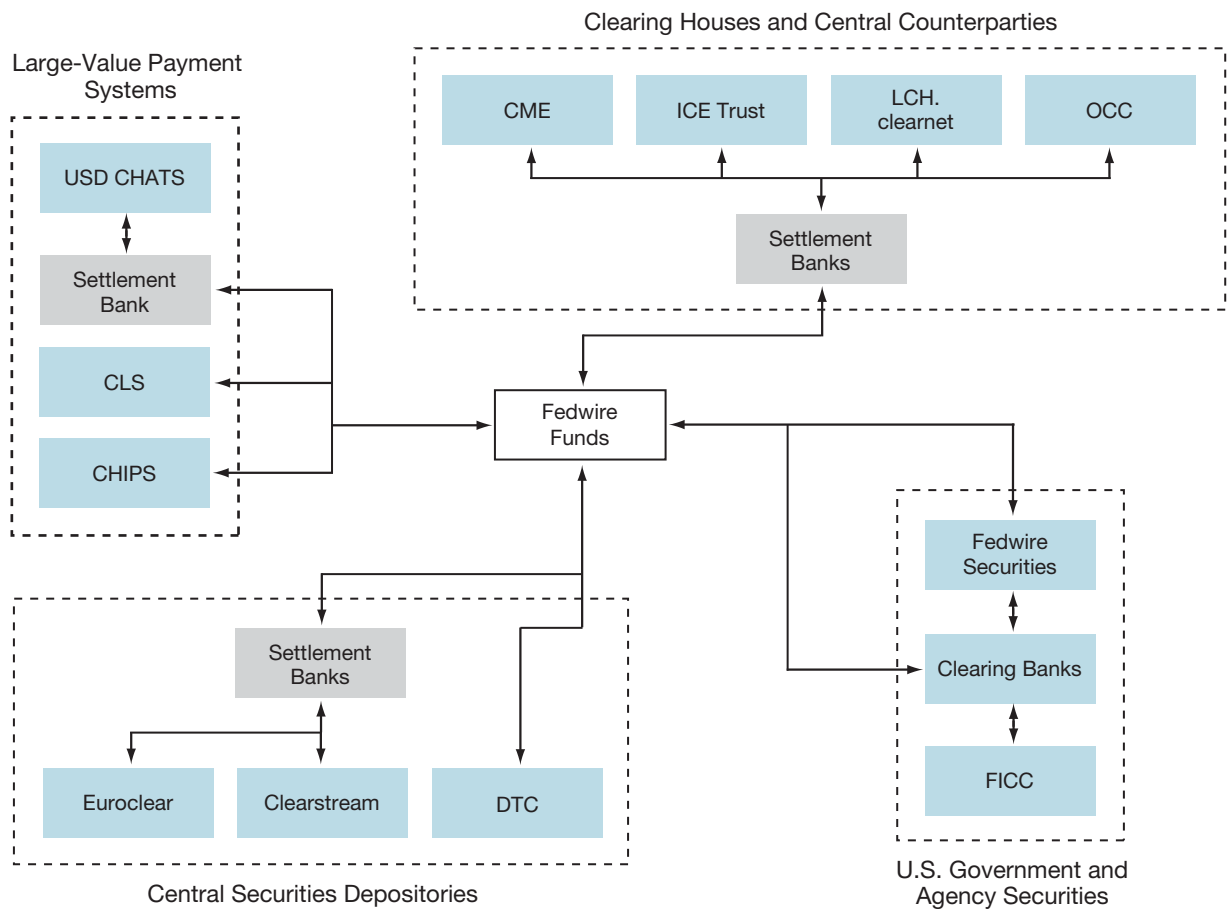 Clearing Houses and Central Counterparties
CME
ICE Trust
LCH.
clearnet
OCC
Settlement
Banks
Large-Value Payment
Systems
USD CHATS
Settlement
Bank
CLS
CHIPS
Fedwire
Funds
Fedwire
Securities
Clearing Banks
FICC
U.S. Government and
Agency Securities
Settlement
Banks
Euroclear
Clearstream
DTC
Central Securities Depositories